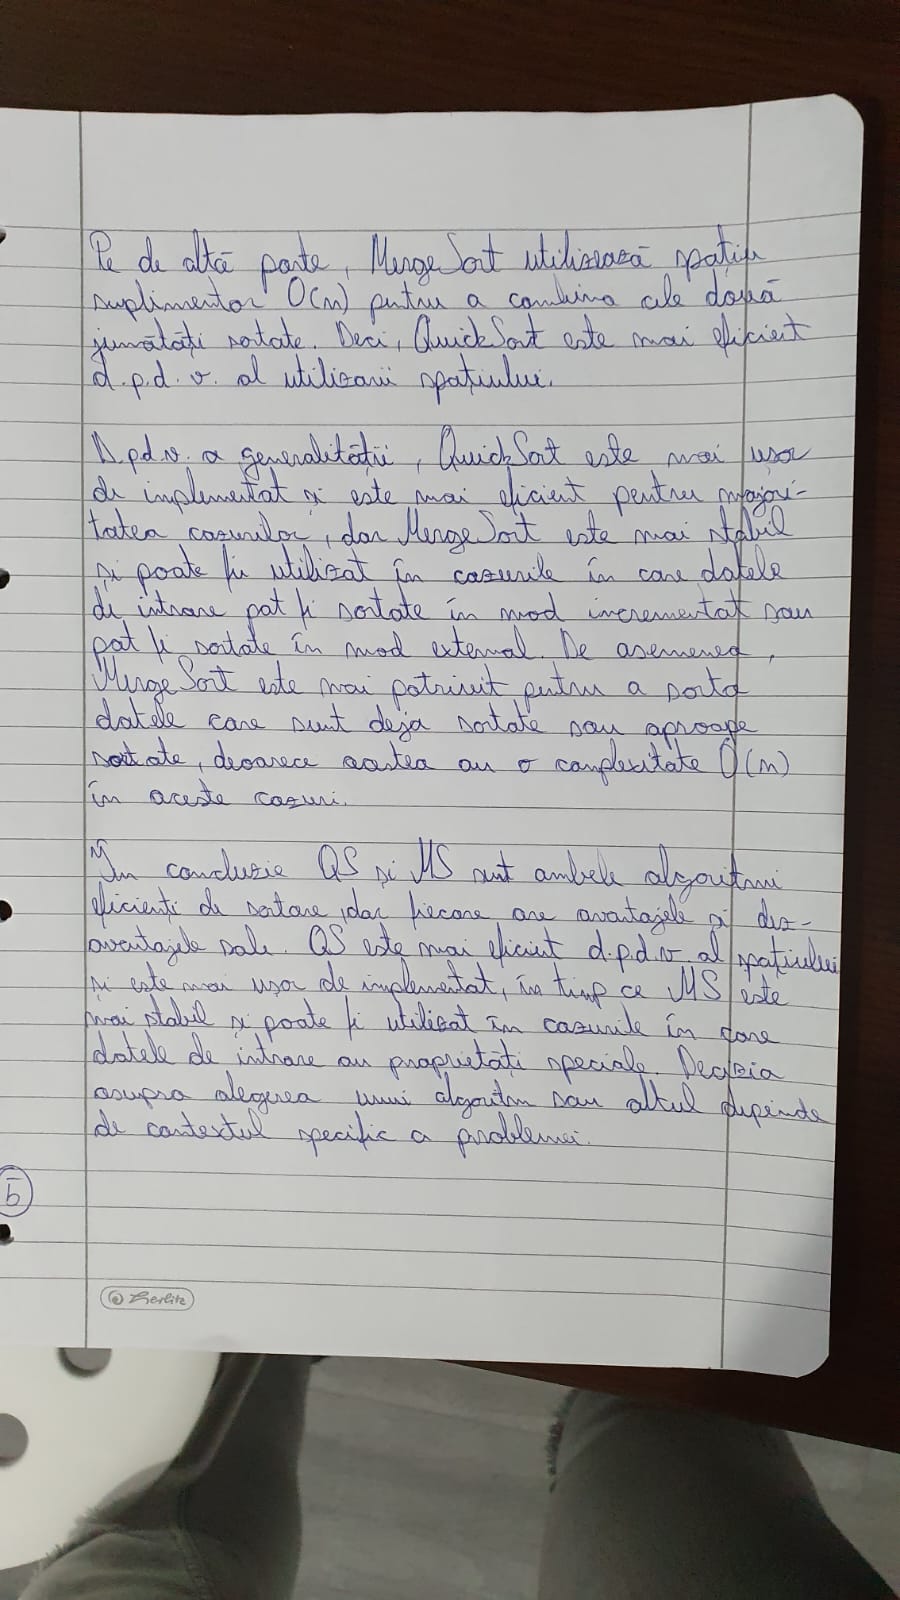 Pe de altă parte, MergeSort utilizează spațiu
suplimentar O(n) pentru a combina cele două
jumătăți sortate. Deci, QuickSort este mai eficient
d.p.d.v. al utilizării spațiului.
D.p.d.v. a generalității, QuickSort este mai ușor
de implementat și este mai eficient pentru majori-
tatea cazurilor, dar MergeSort este mai stabil
și poate fi utilizat în cazurile în care datele
de intrare pot fi sortate în mod incrementat sau
pot fi sortate în mod external. De asemenea,
MergeSort este mai potrivit pentru a sorta
datele care sunt deja sortate sau aproape
sortate, deoarece acestea au o complexitate O(n)
în aceste cazuri.
În concluzie QS și MS sunt ambele algoritmi
eficienți de sortare, dar fiecare are avantajele și dez-
avantajele sale. QS este mai eficient d.p.d.v. al spațiului
și este mai ușor de implementat, în timp ce MS este
mai stabil și poate fi utilizat în cazurile în care
datele de intrare au proprietăți speciale. Decizia
asupra alegerea unui algoritm sau altul depinde
de contextul specific a problemei.
5
herlitz